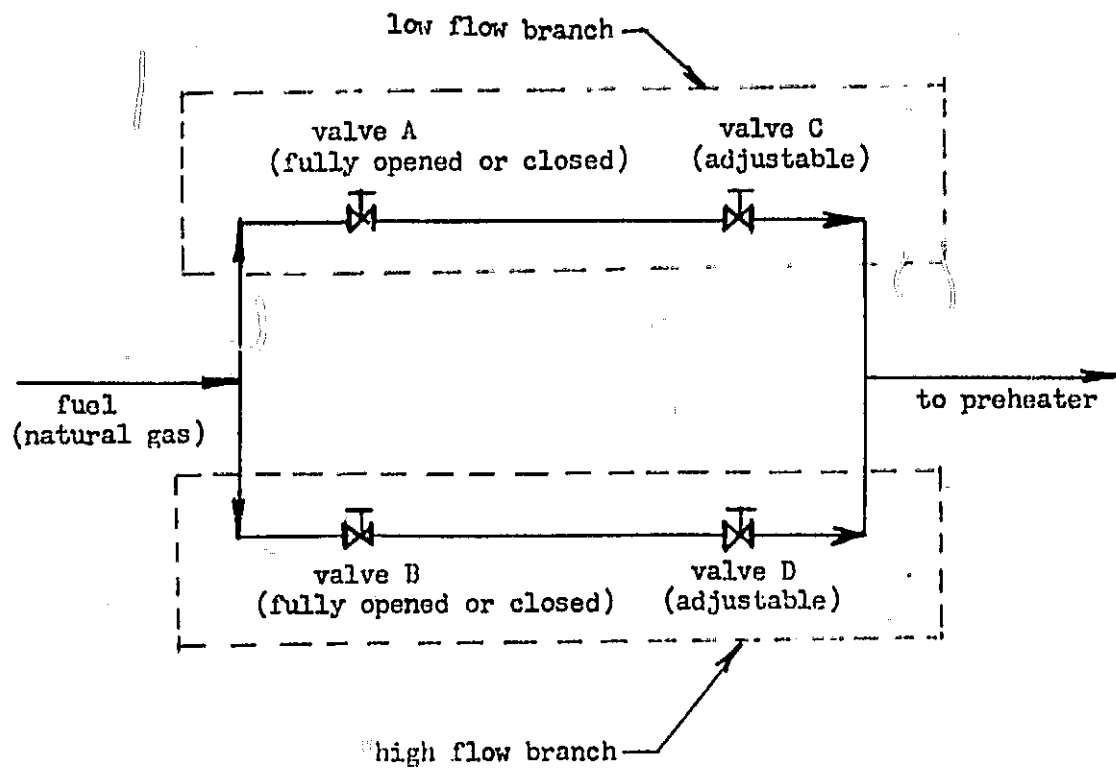 low flow branch
valve A
(fully opened or closed)
valve C
(adjustable)
fuel
(natural gas)
to preheater
valve B
(fully opened or closed)
valve D
(adjustable)
high flow branch